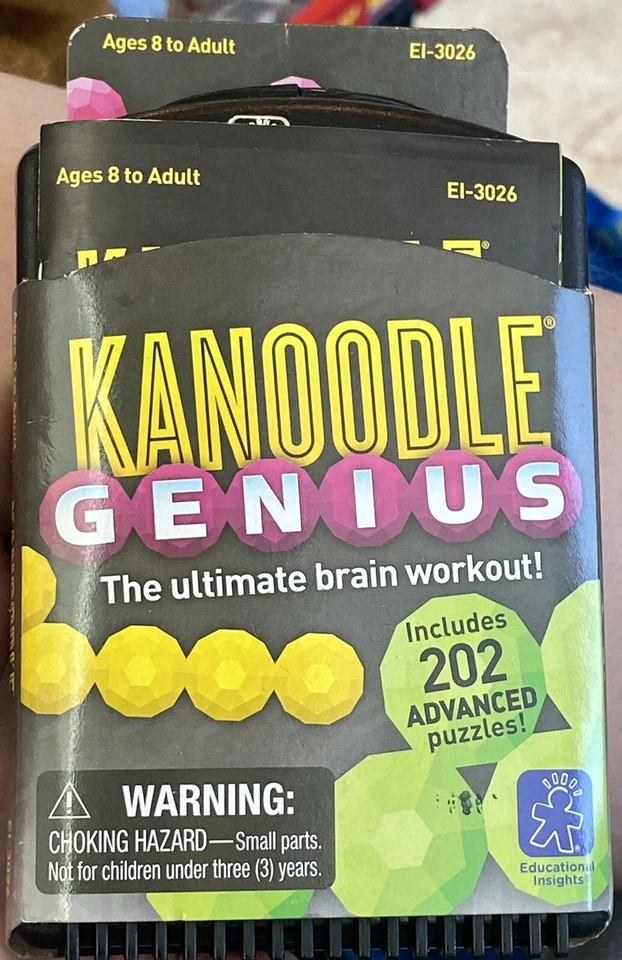 Ages 8 to Adult EI-3026
Ages 8 to Adult EI-3026
KANOODLE®
GENIUS
The ultimate brain workout!
Includes
202
ADVANCED
puzzles!
WARNING:
CHOKING HAZARD—Small parts.
Not for children under three (3) years.
Educational
Insights®